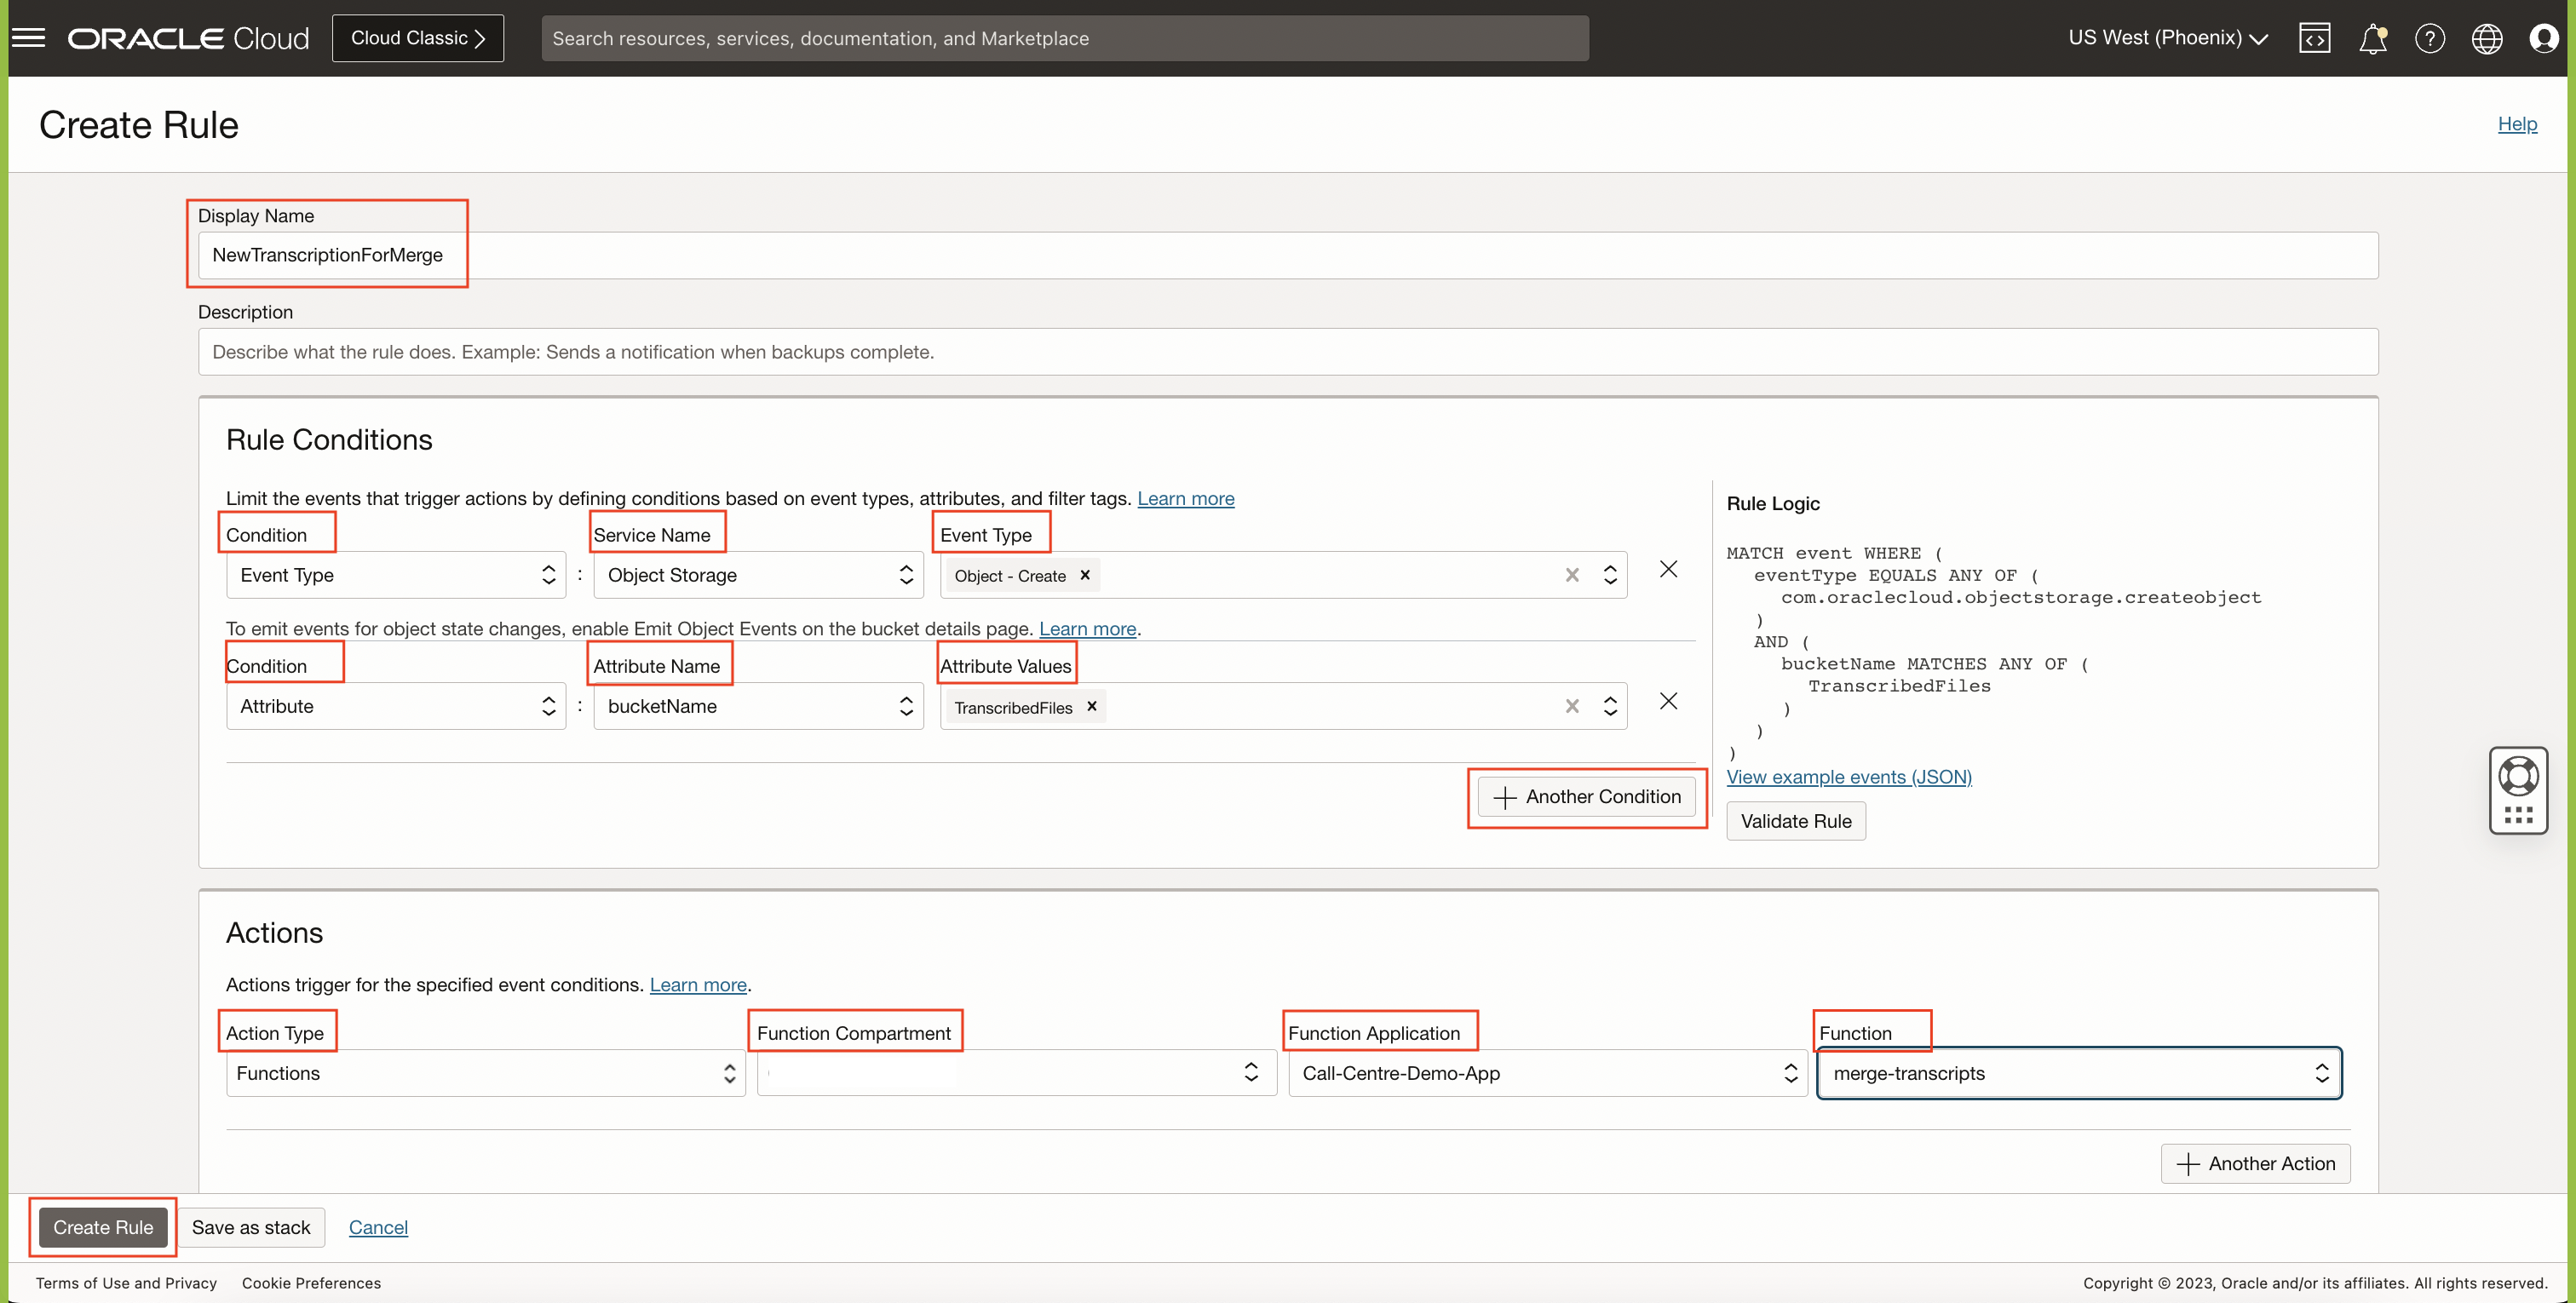 ORACLE Cloud
Cloud Classic
Search resources, services, documentation, and Marketplace
US West (Phoenix)
Create Rule
Help
Display Name
NewTranscriptionForMerge
Description
Describe what the rule does. Example: Sends a notification when backups complete.
Rule Conditions
Limit the events that trigger actions by defining conditions based on event types, attributes, and filter tags. Learn more
Condition
Service Name
Event Type
Event Type
:
Object Storage
Object - Create
To emit events for object state changes, enable Emit Object Events on the bucket details page. Learn more.
Condition
Attribute Name
Attribute Values
Attribute
:
bucketName
TranscribedFiles
Another Condition
Rule Logic
MATCH event WHERE (
eventType EQUALS ANY OF (
com.oraclecloud.objectstorage.createobject
)
AND (
bucketName MATCHES ANY OF (
TranscribedFiles
)
)
)
View example events (JSON)
Validate Rule
Actions
Actions trigger for the specified event conditions. Learn more.
Action Type
Function Compartment
Function Application
Function
Functions
Call-Centre-Demo-App
merge-transcripts
Another Action
Create Rule
Save as stack
Cancel
Terms of Use and Privacy
Cookie Preferences
Copyright © 2023, Oracle and/or its affiliates. All rights reserved.